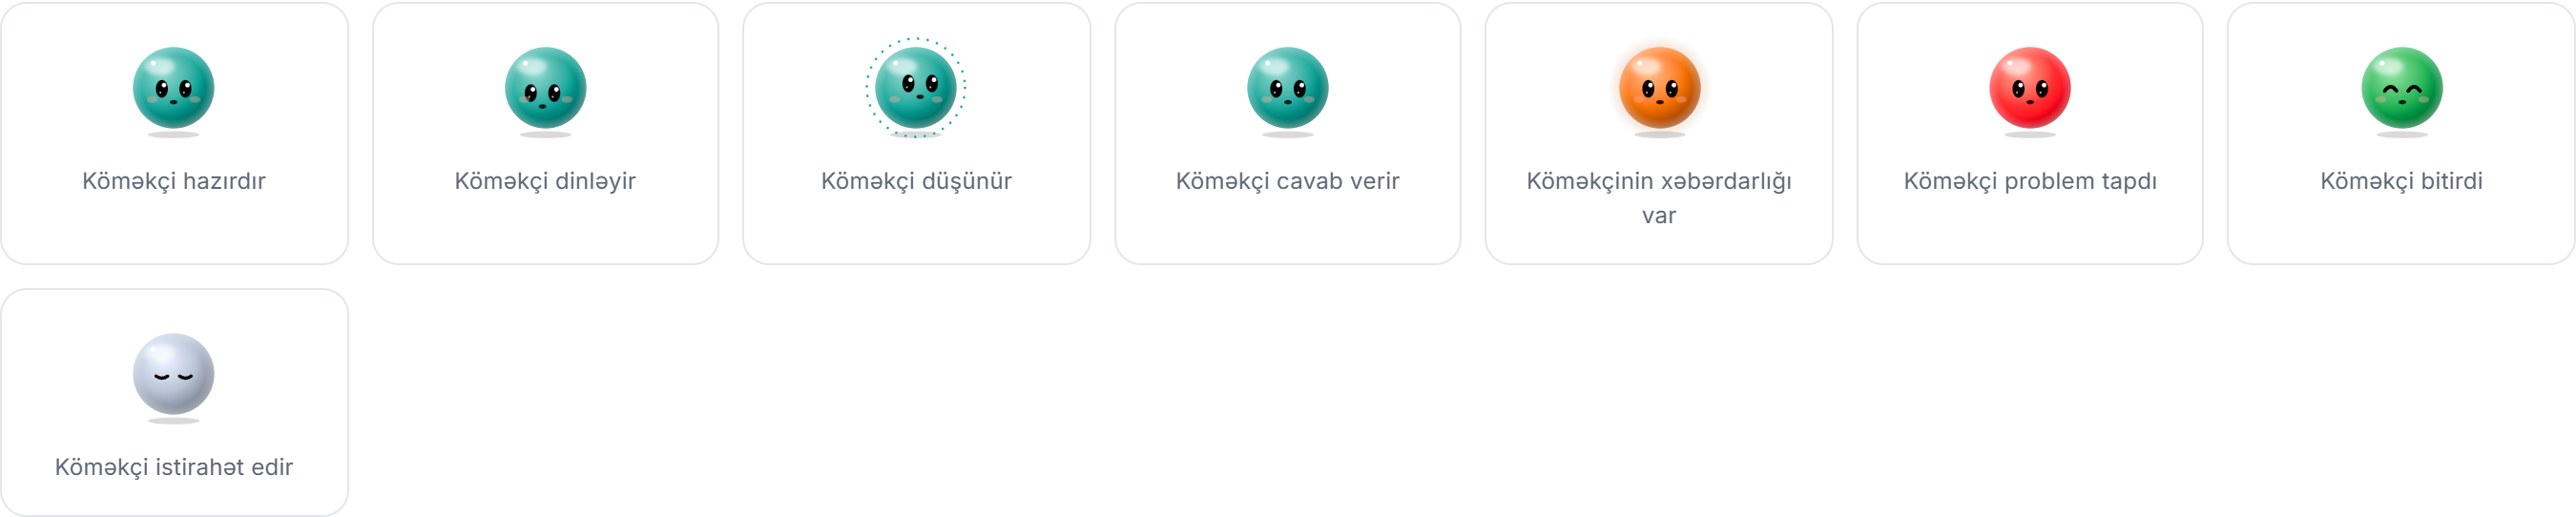 Köməkçi hazırdır
Köməkçi dinləyir
Köməkçi düşünür
Köməkçi cavab verir
Köməkçinin xəbərdarlığı
var
Köməkçi problem tapdı
Köməkçi bitirdi
Köməkçi istirahət edir